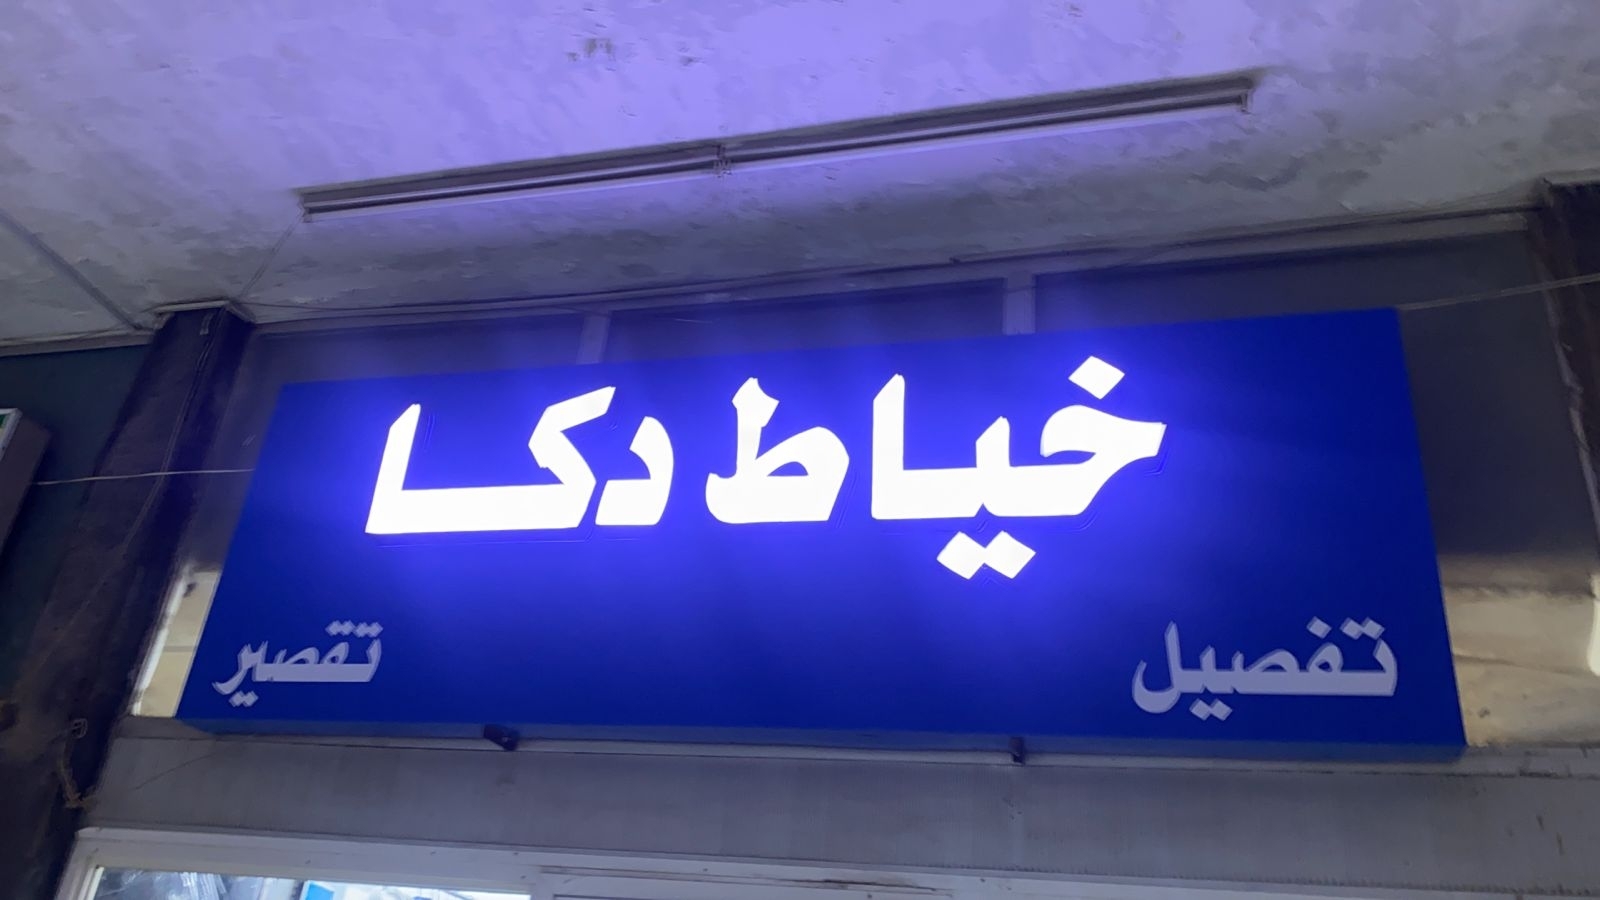 خياط دكا
تفصيل
تقصير